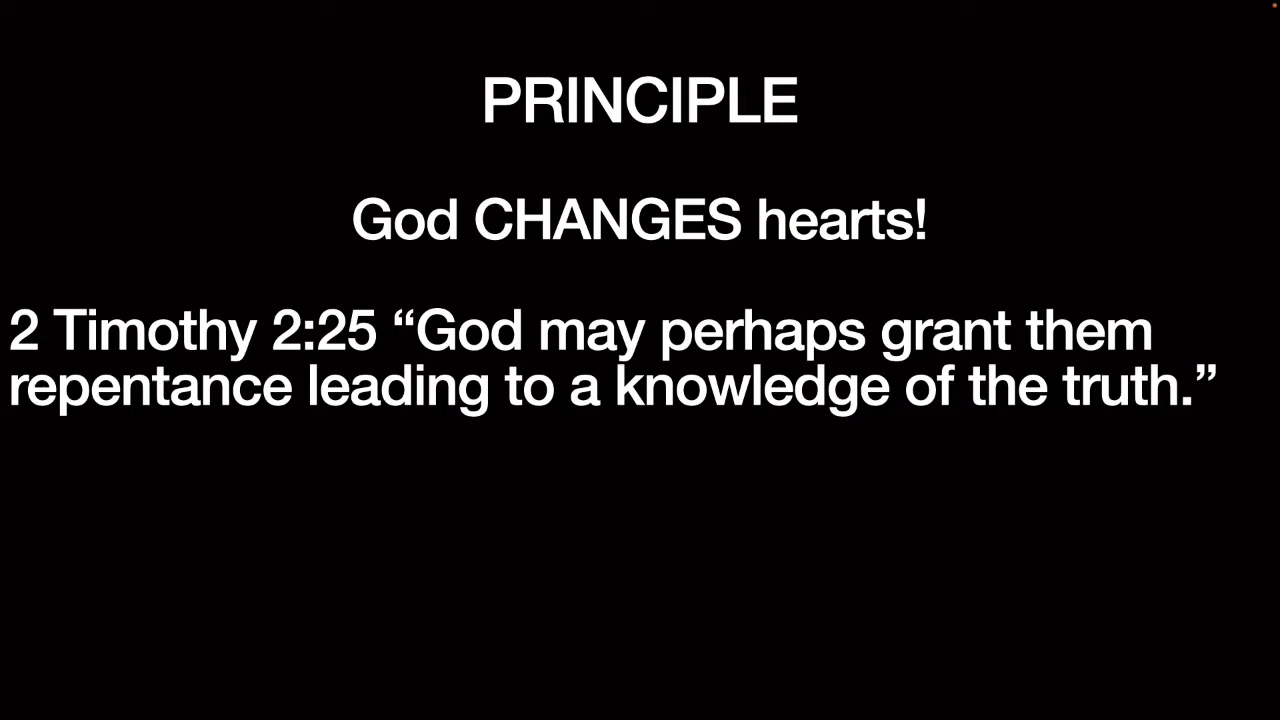 PRINCIPLE
God CHANGES hearts!
2 Timothy 2:25 “God may perhaps grant them
repentance leading to a knowledge of the truth.”